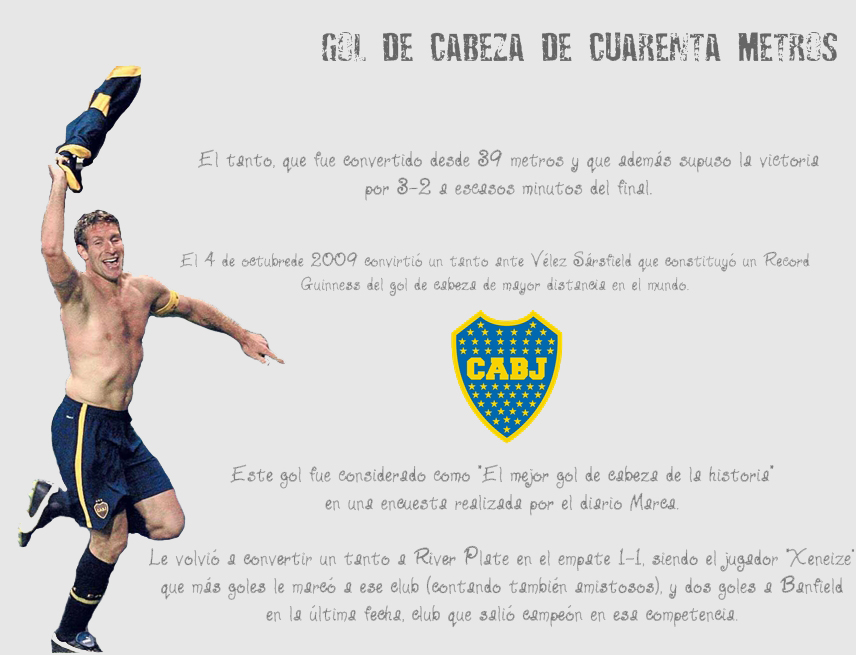 GOL DE CABEZA DE CUARENTA METROS
El tanto, que fue convertido desde 39 metros y que además supuso la victoria
por 3-2 a escasos minutos del final.
El 4 de octubrede 2009 convirtió un tanto ante Vélez Sársfield que constituyó un Record
Guinness del gol de cabeza de mayor distancia en el mundo.
CABJ
Este gol fue considerado como "El mejor gol de cabeza de la historia"
en una encuesta realizada por el diario Marca.
CABJ
Le volvió a convertir un tanto a River Plate en el empate 1-1, siendo el jugador "Xeneize"
que más goles le marcó a ese club (contando también amistosos), y dos goles a Banfield
en la última fecha, club que salió campeón en esa competencia.